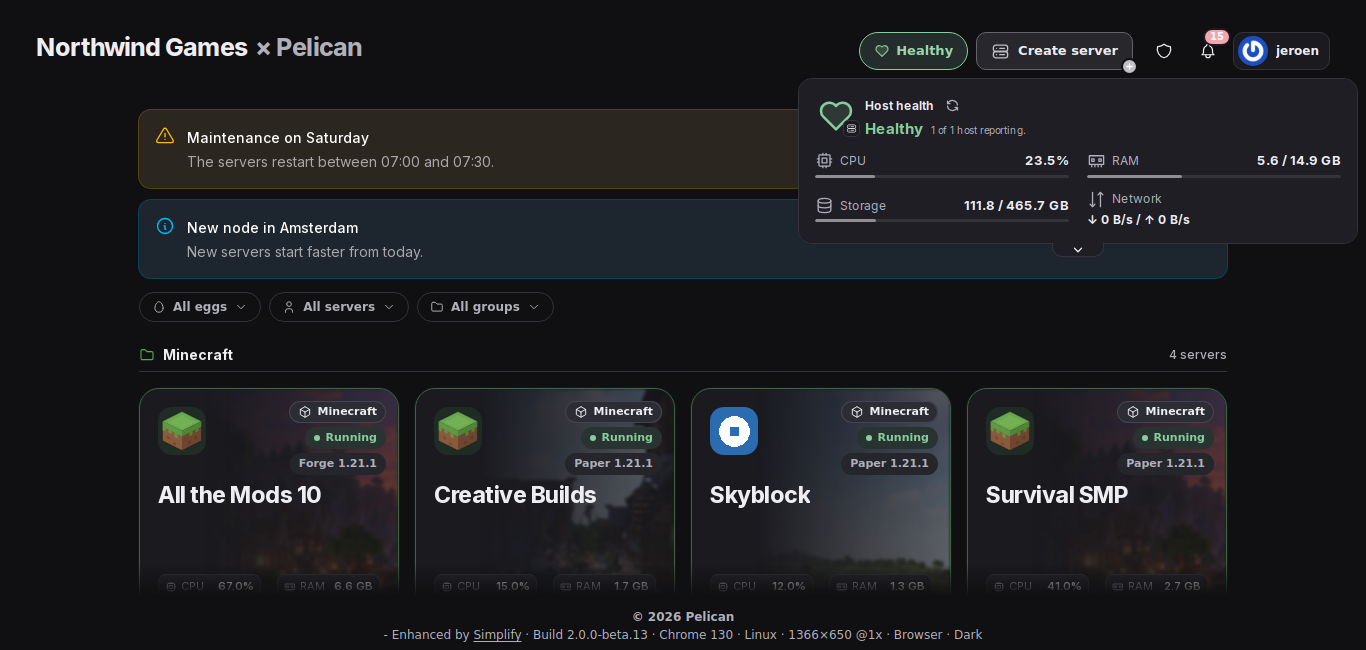 Northwind Games × Pelican
Healthy
Create server
15
jeroen
Host health
Healthy 1 of 1 host reporting.
CPU 23.5%
RAM 5.6 / 14.9 GB
Storage 111.8 / 465.7 GB
Network
↓ 0 B/s / ↑ 0 B/s
Maintenance on Saturday
The servers restart between 07:00 and 07:30.
New node in Amsterdam
New servers start faster from today.
All eggs
All servers
All groups
Minecraft
4 servers
Minecraft
Running
Forge 1.21.1
All the Mods 10
CPU 67.0% RAM 6.6 GB
Minecraft
Running
Paper 1.21.1
Creative Builds
CPU 15.0% RAM 1.7 GB
Minecraft
Running
Paper 1.21.1
Skyblock
CPU 12.0% RAM 1.3 GB
Minecraft
Running
Paper 1.21.1
Survival SMP
CPU 41.0% RAM 2.7 GB
© 2026 Pelican
- Enhanced by Simplify · Build 2.0.0-beta.13 · Chrome 130 · Linux · 1366×650 @1x · Browser · Dark